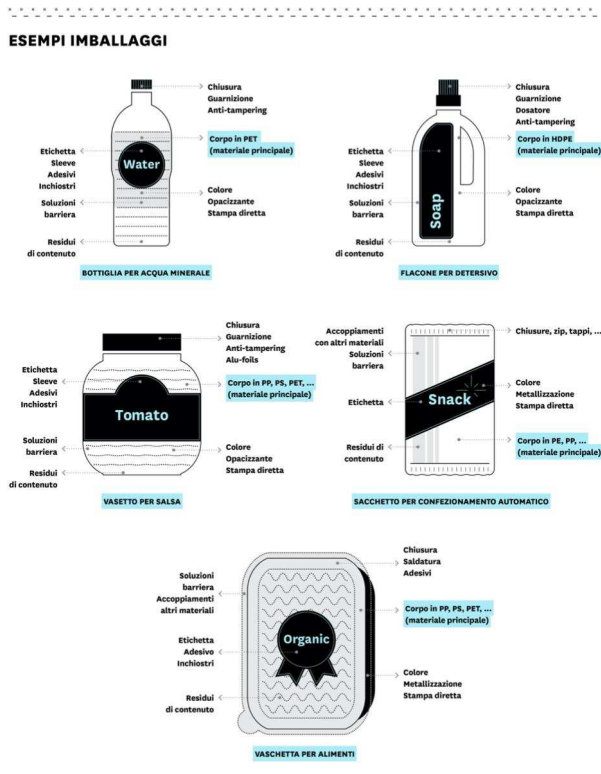 ESEMPI IMBALLAGGI
Chiusura
Guarnizione
Anti-tampering
Corpo in PET
(materiale principale)
Etichetta
Sleeve
Adesivi
Inchiostri
Water
Soluzioni
barriera
Colore
Opacizzante
Stampa diretta
Residui
di contenuto
BOTTIGLIA PER ACQUA MINERALE
Chiusura
Guarnizione
Dosatore
Anti-tampering
Corpo in HDPE
(materiale principale)
Etichetta
Sleeve
Adesivi
Inchiostri
Soap
Soluzioni
barriera
Colore
Opacizzante
Stampa diretta
Residui
di contenuto
FLACONE PER DETERSIVO
Chiusura
Guarnizione
Anti-tampering
Alu-foils
Etichetta
Sleeve
Adesivi
Inchiostri
Corpo in PP, PS, PET, ...
(materiale principale)
Tomato
Soluzioni
barriera
Colore
Opacizzante
Stampa diretta
Residui
di contenuto
VASETTO PER SALSA
Accoppiamenti
con altri materiali
Soluzioni
barriera
Chiusure, zip, tappi, ...
Etichetta
Snack
Colore
Metallizzazione
Stampa diretta
Residui di
contenuto
Corpo in PE, PP, ...
(materiale principale)
SACCHETTO PER CONFEZIONAMENTO AUTOMATICO
Chiusura
Saldatura
Adesivi
Soluzioni
barriera
Accoppiamenti
altri materiali
Corpo in PP, PS, PET, ...
(materiale principale)
Etichetta
Adesivo
Inchiostri
Organic
Colore
Metallizzazione
Stampa diretta
Residui
di contenuto
VASCHETTA PER ALIMENTI